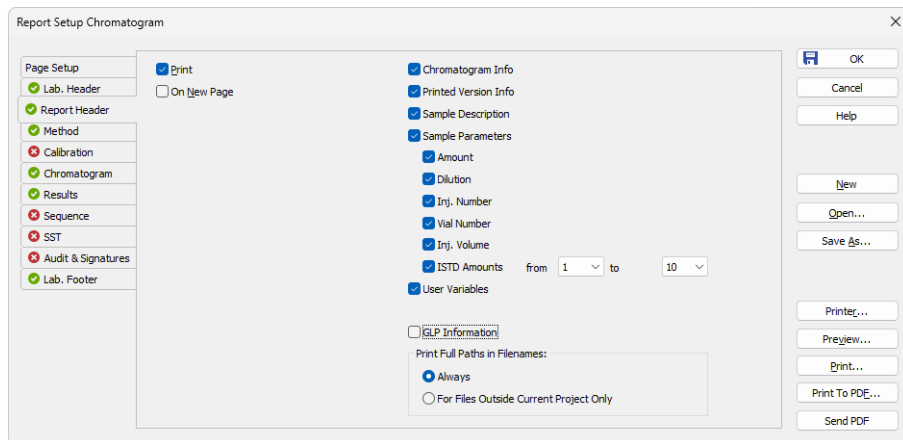 Report Setup Chromatogram
Page Setup
Lab. Header
Report Header
Method
Calibration
Chromatogram
Results
Sequence
SST
Audit & Signatures
Lab. Footer
Print
On New Page
Chromatogram Info
Printed Version Info
Sample Description
Sample Parameters
Amount
Dilution
Inj. Number
Vial Number
Inj. Volume
ISTD Amounts from 1 to 10
User Variables
GLP Information
Print Full Paths in Filenames:
Always
For Files Outside Current Project Only
OK
Cancel
Help
New
Open...
Save As...
Printer...
Preview...
Print...
Print To PDF...
Send PDF